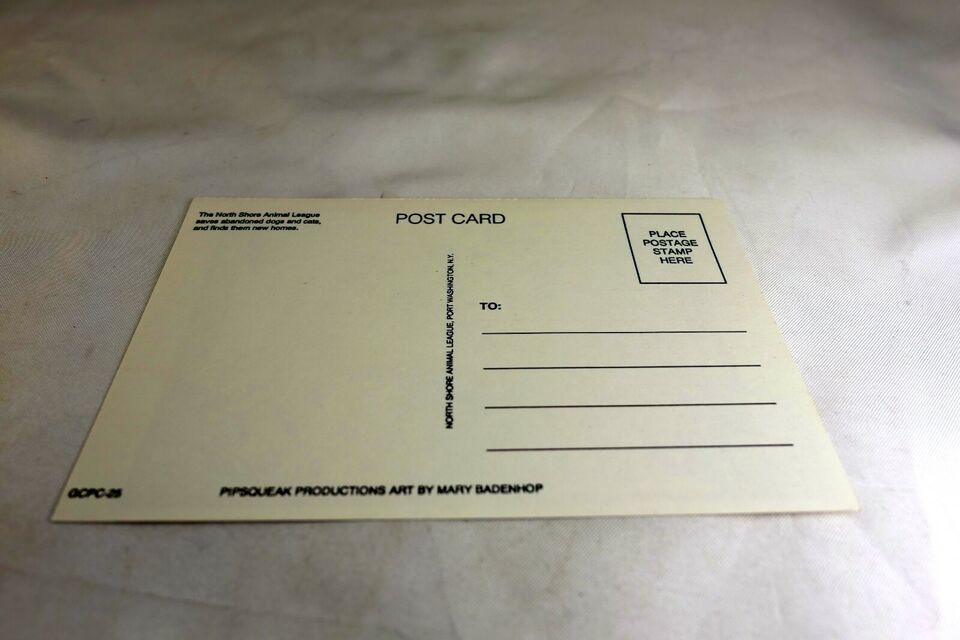 The North Shore Animal League
saves abandoned dogs and cats,
and finds them new homes.
POST CARD
PLACE
POSTAGE
STAMP
HERE
NORTH SHORE ANIMAL LEAGUE, PORT WASHINGTON, N.Y.
TO:
GCPC-25
PIPSQUEAK PRODUCTIONS ART BY MARY BADENHOP